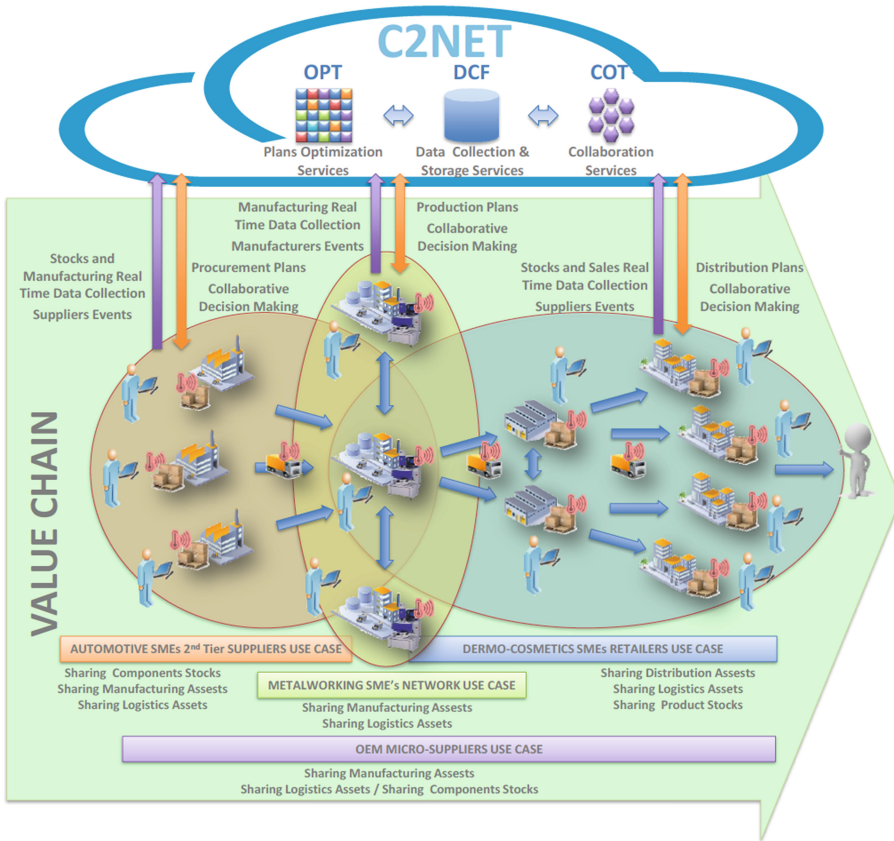 C2NET
OPT
DCF
COT
Plans Optimization
Services
Data Collection &
Storage Services
Collaboration
Services
Stocks and
Manufacturing Real
Time Data Collection
Suppliers Events
Procurement Plans
Collaborative
Decision Making
Manufacturing Real
Time Data Collection
Manufacturers Events
Production Plans
Collaborative
Decision Making
Stocks and Sales Real
Time Data Collection
Suppliers Events
Distribution Plans
Collaborative
Decision Making
VALUE CHAIN
AUTOMOTIVE SMEs 2nd Tier SUPPLIERS USE CASE
Sharing Components Stocks
Sharing Manufacturing Assests
Sharing Logistics Assets
METALWORKING SME's NETWORK USE CASE
Sharing Manufacturing Assests
Sharing Logistics Assets
DERMO-COSMETICS SMEs RETAILERS USE CASE
Sharing Distribution Assests
Sharing Logistics Assets
Sharing Product Stocks
OEM MICRO-SUPPLIERS USE CASE
Sharing Manufacturing Assests
Sharing Logistics Assets / Sharing Components Stocks